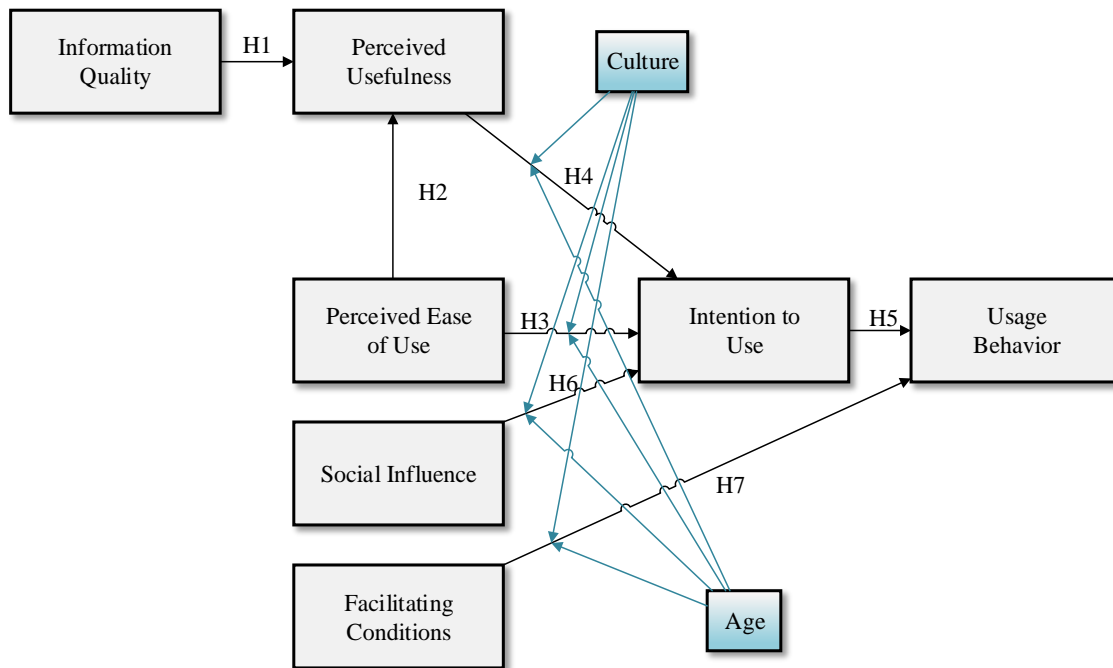 Information
Quality
H1
Perceived
Usefulness
Culture
H4
H2
Perceived Ease
of Use
H3
Intention to
Use
H5
Usage
Behavior
H6
Social Influence
H7
Facilitating
Conditions
Age